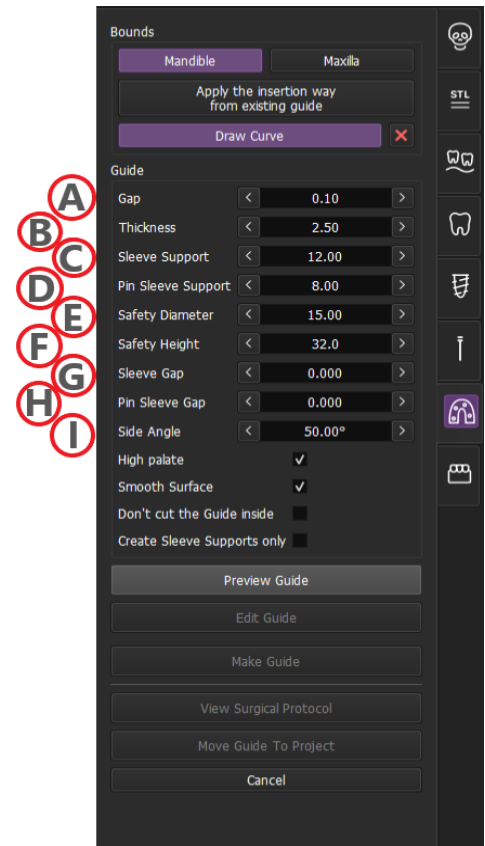 Bounds
Mandible Maxilla
Apply the insertion way
from existing guide
Draw Curve
STL
Guide
A Gap < 0.10 >
B Thickness < 2.50 >
C Sleeve Support < 12.00 >
D Pin Sleeve Support < 8.00 >
E Safety Diameter < 15.00 >
F Safety Height < 32.0 >
G Sleeve Gap < 0.000 >
H Pin Sleeve Gap < 0.000 >
I Side Angle < 50.00° >
High palate
Smooth Surface
Don't cut the Guide inside
Create Sleeve Supports only
Preview Guide
Edit Guide
Make Guide
View Surgical Protocol
Move Guide To Project
Cancel